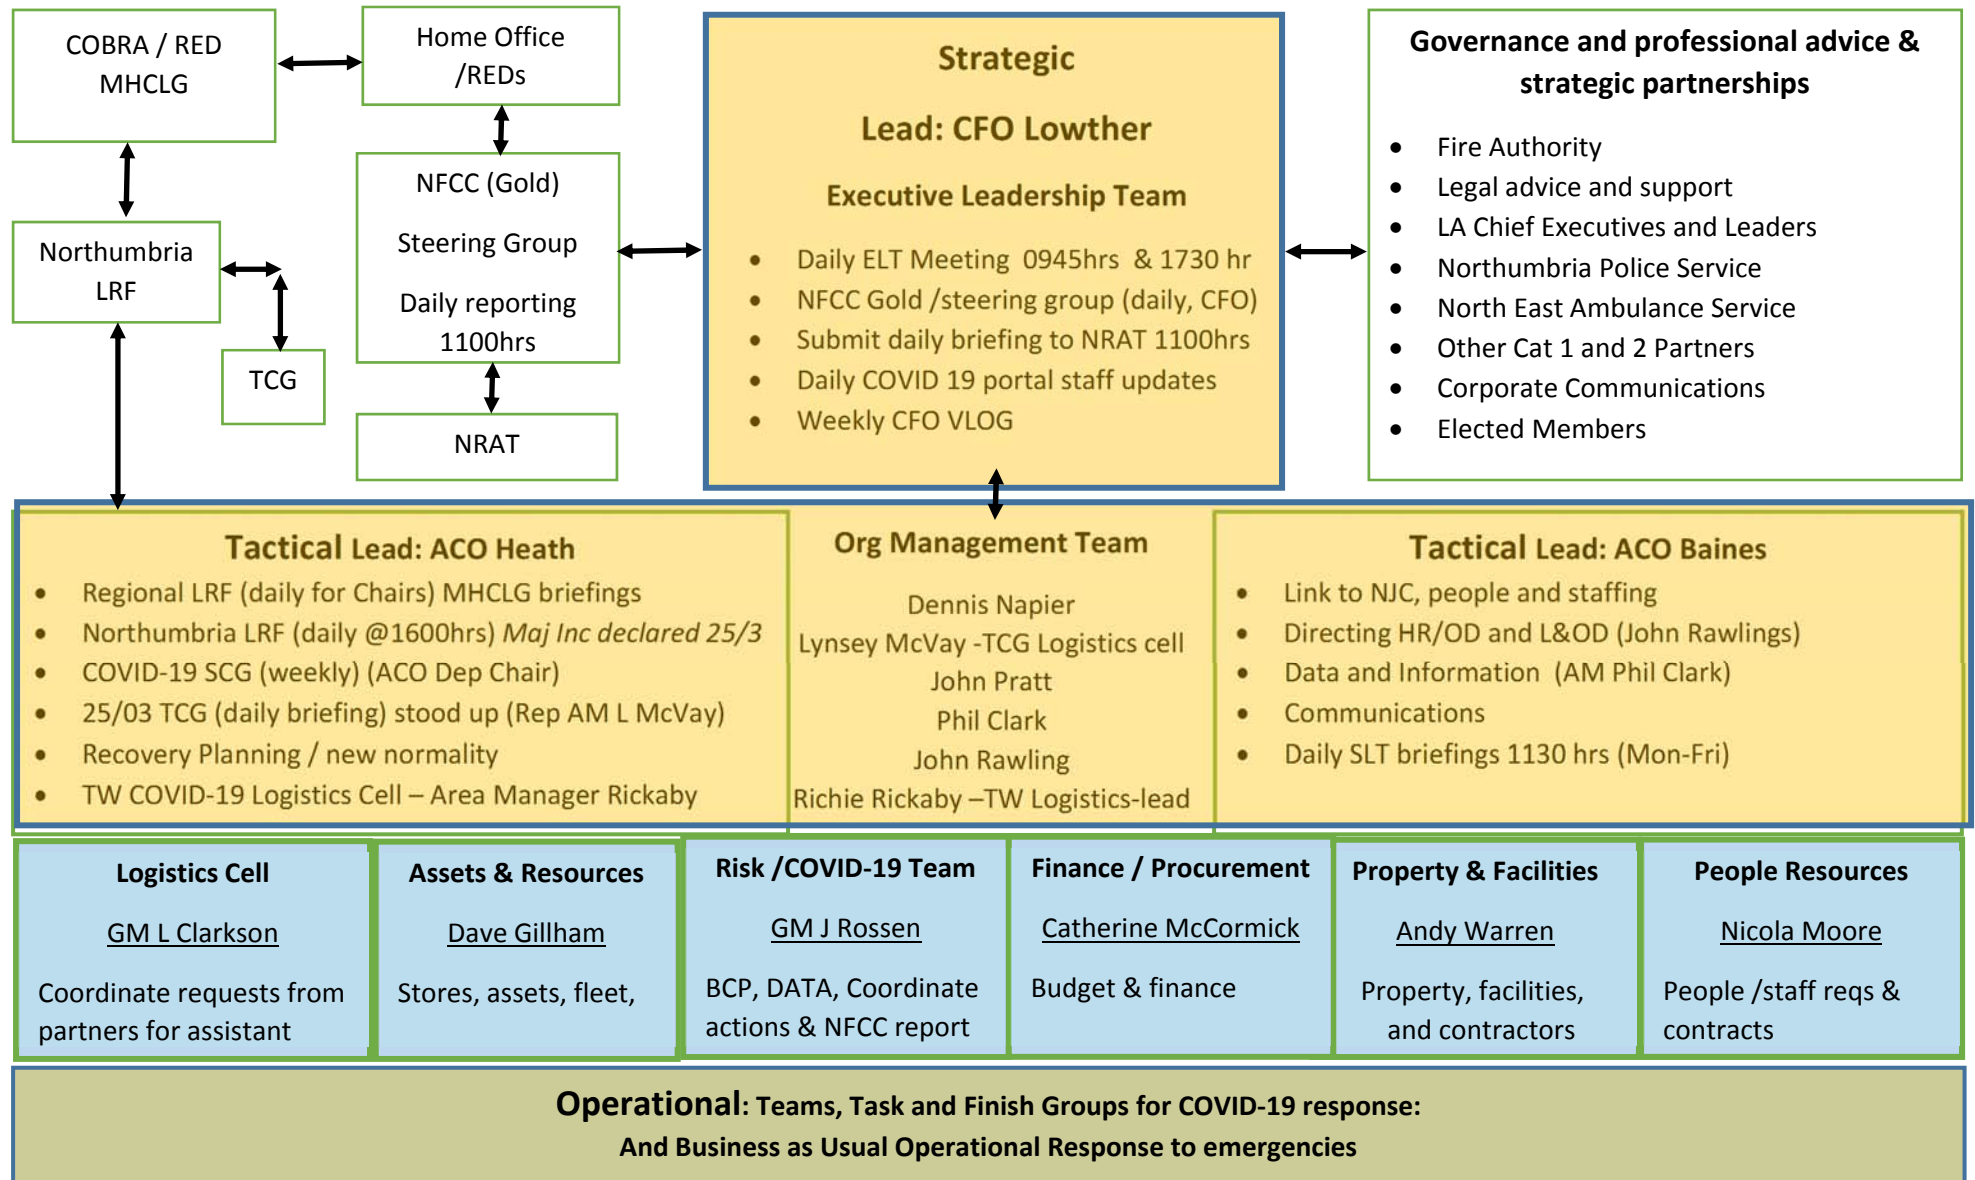 COBRA / RED
MHCLG
Home Office
/REDs
NFCC (Gold)
Steering Group
Daily reporting
1100hrs
Northumbria
LRF
TCG
NRAT
Strategic
Lead: CFO Lowther
Executive Leadership Team
• Daily ELT Meeting 0945hrs & 1730 hr
• NFCC Gold /steering group (daily, CFO)
• Submit daily briefing to NRAT 1100hrs
• Daily COVID 19 portal staff updates
• Weekly CFO VLOG
Governance and professional advice &
strategic partnerships
• Fire Authority
• Legal advice and support
• LA Chief Executives and Leaders
• Northumbria Police Service
• North East Ambulance Service
• Other Cat 1 and 2 Partners
• Corporate Communications
• Elected Members
Tactical Lead: ACO Heath
• Regional LRF (daily for Chairs) MHCLG briefings
• Northumbria LRF (daily @1600hrs) Maj Inc declared 25/3
• COVID-19 SCG (weekly) (ACO Dep Chair)
• 25/03 TCG (daily briefing) stood up (Rep AM L McVay)
• Recovery Planning / new normality
• TW COVID-19 Logistics Cell – Area Manager Rickaby
Org Management Team
Dennis Napier
Lynsey McVay -TCG Logistics cell
John Pratt
Phil Clark
John Rawling
Richie Rickaby –TW Logistics-lead
Tactical Lead: ACO Baines
• Link to NJC, people and staffing
• Directing HR/OD and L&OD (John Rawlings)
• Data and Information (AM Phil Clark)
• Communications
• Daily SLT briefings 1130 hrs (Mon-Fri)
Logistics Cell
GM L Clarkson
Coordinate requests from
partners for assistant
Assets & Resources
Dave Gillham
Stores, assets, fleet,
Risk /COVID-19 Team
GM J Rossen
BCP, DATA, Coordinate
actions & NFCC report
Finance / Procurement
Catherine McCormick
Budget & finance
Property & Facilities
Andy Warren
Property, facilities,
and contractors
People Resources
Nicola Moore
People /staff reqs &
contracts
Operational: Teams, Task and Finish Groups for COVID-19 response:
And Business as Usual Operational Response to emergencies